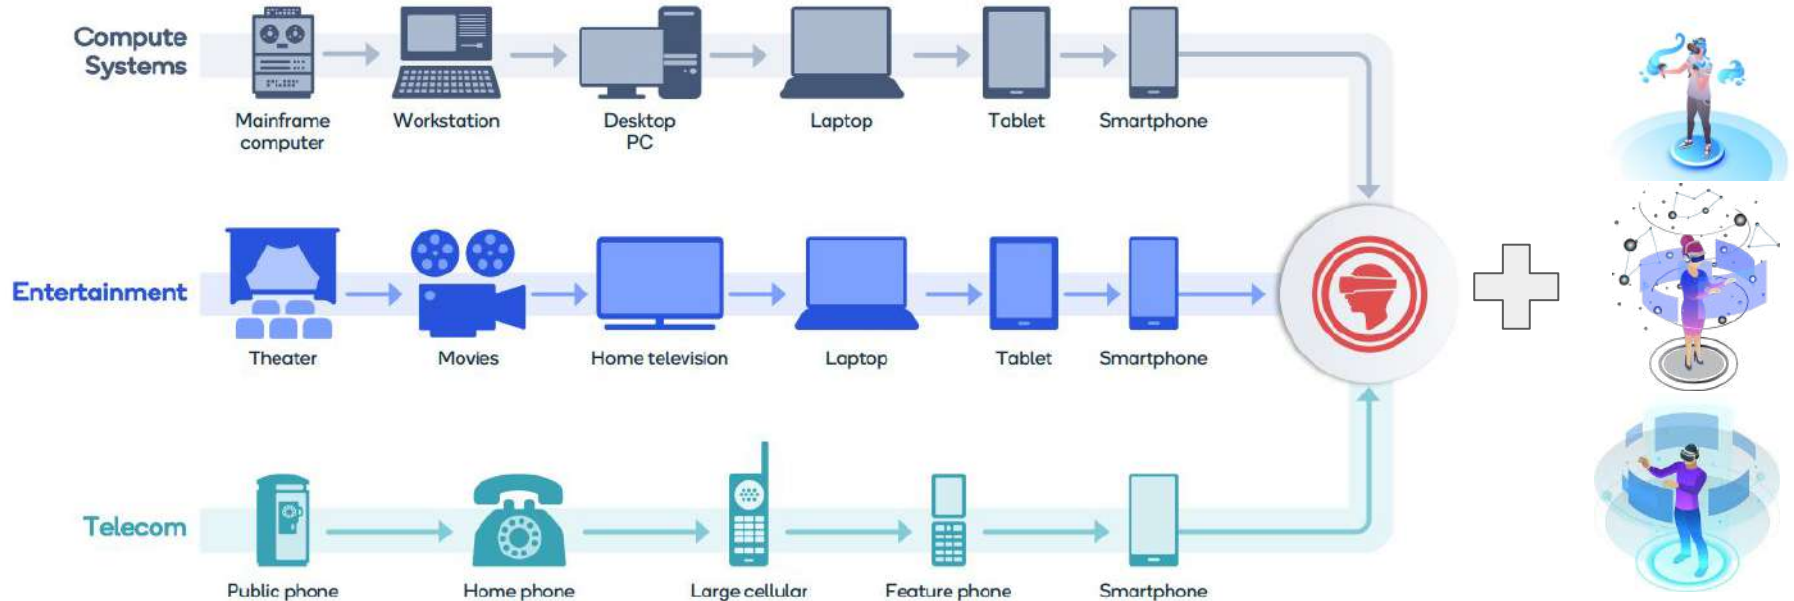 Compute
Systems
Mainframe
computer
Workstation
Desktop
PC
Laptop
Tablet
Smartphone
Entertainment
Theater
Movies
Home television
Laptop
Tablet
Smartphone
Telecom
Public phone
Home phone
Large cellular
Feature phone
Smartphone